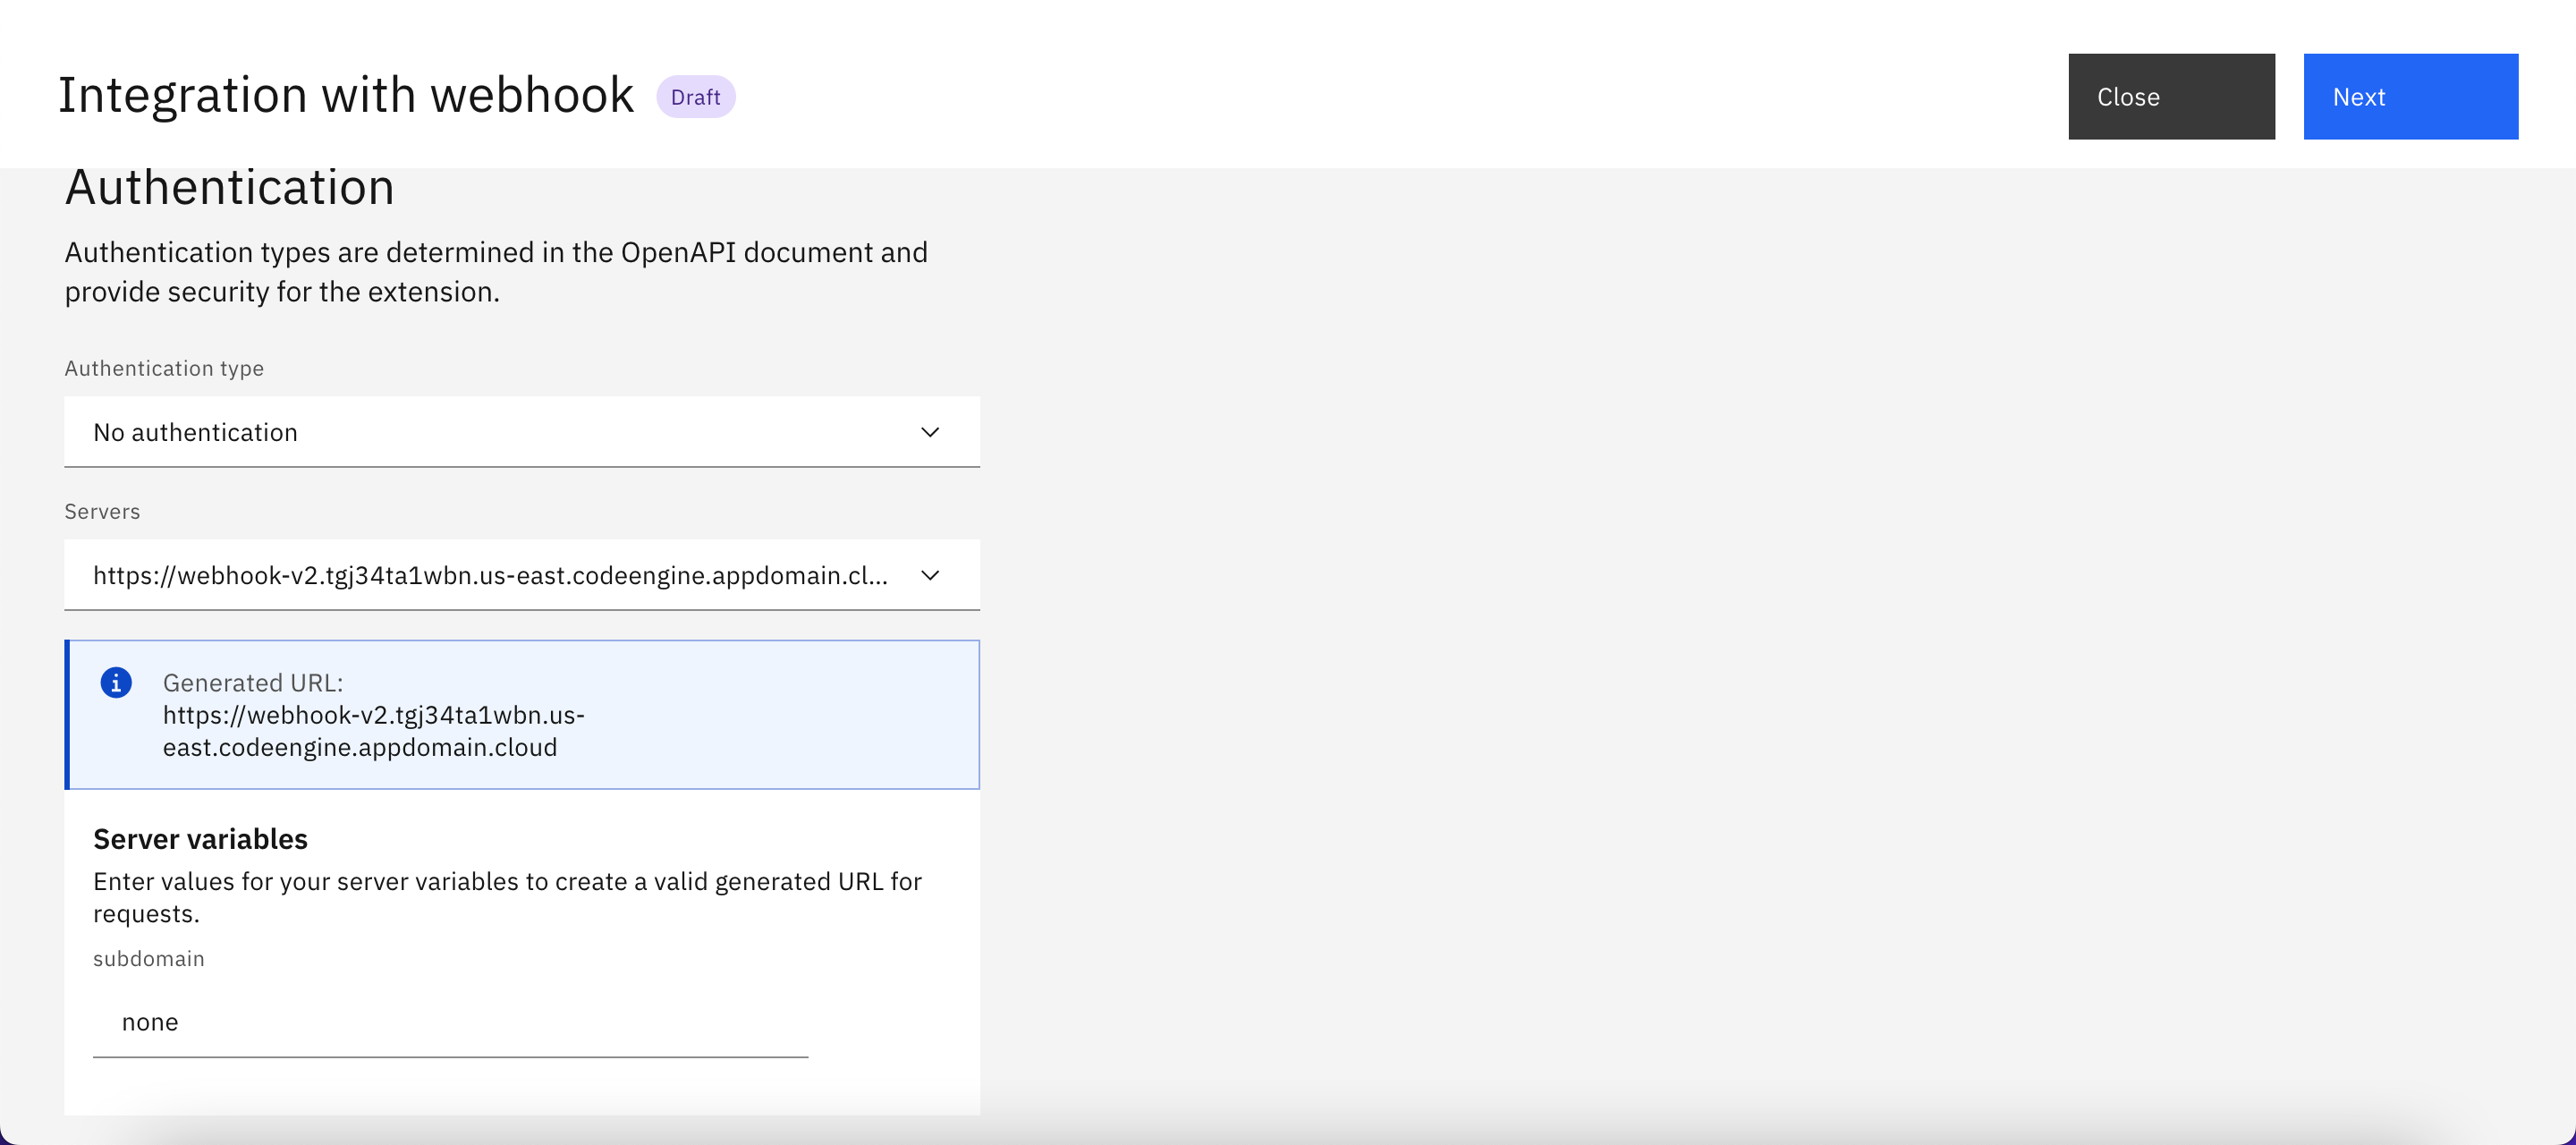 Integration with webhook
Draft
Close
Next
Authentication
Authentication types are determined in the OpenAPI document and
provide security for the extension.
Authentication type
No authentication
Servers
https://webhook-v2.tgj34ta1wbn.us-east.codeengine.appdomain.cl...
Generated URL:
https://webhook-v2.tgj34ta1wbn.us-
east.codeengine.appdomain.cloud
Server variables
Enter values for your server variables to create a valid generated URL for
requests.
subdomain
none